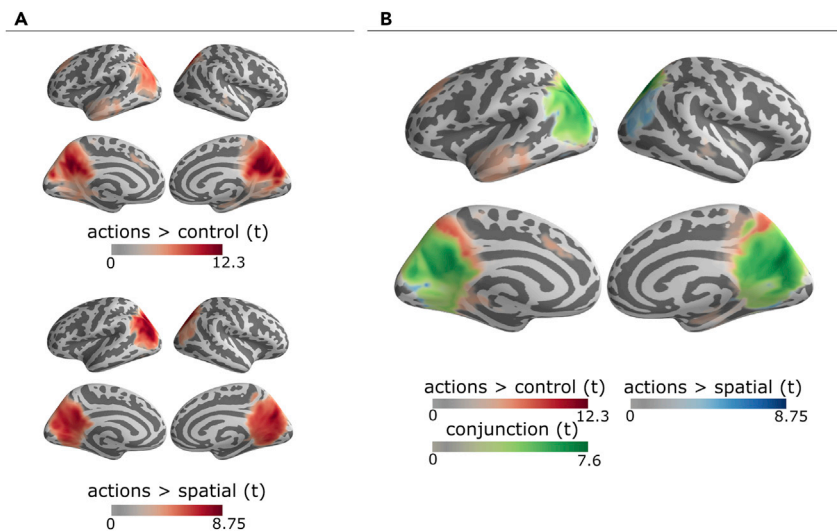 A
actions > control (t)
0 12.3
actions > spatial (t)
0 8.75
B
actions > control (t)
0 12.3
actions > spatial (t)
0 8.75
conjunction (t)
0 7.6